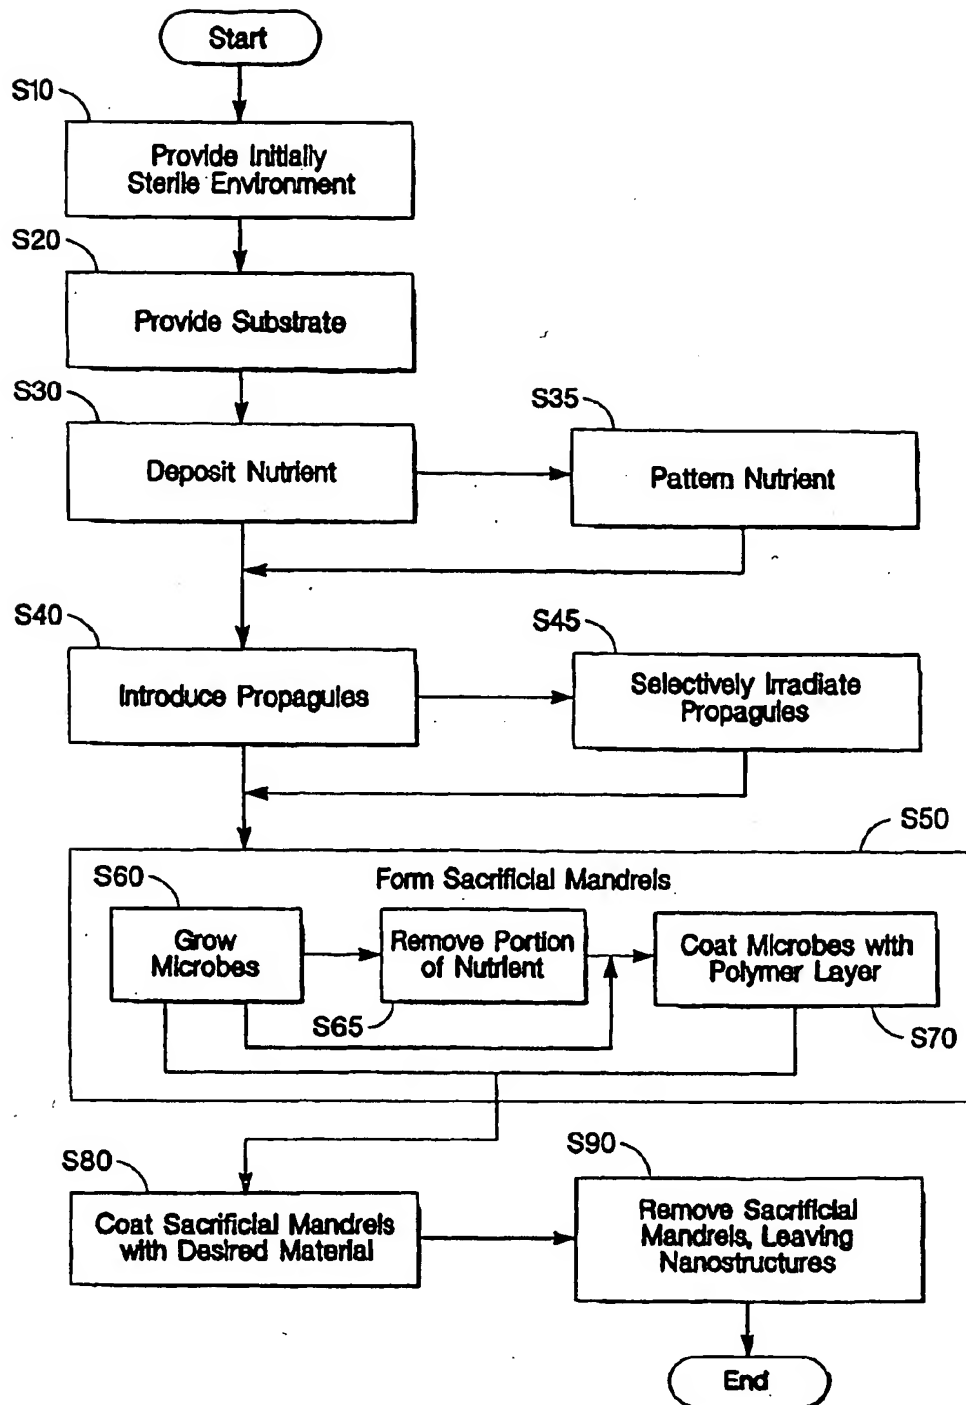 Start
S10
Provide Initially
Sterile Environment
S20
Provide Substrate
S30
Deposit Nutrient
S35
Pattern Nutrient
S40
Introduce Propagules
S45
Selectively Irradiate
Propagules
S50
Form Sacrificial Mandrels
S60
Grow
Microbes
Remove Portion
of Nutrient
S65
Coat Microbes with
Polymer Layer
S70
S80
Coat Sacrificial Mandrels
with Desired Material
S90
Remove Sacrificial
Mandrels, Leaving
Nanostructures
End